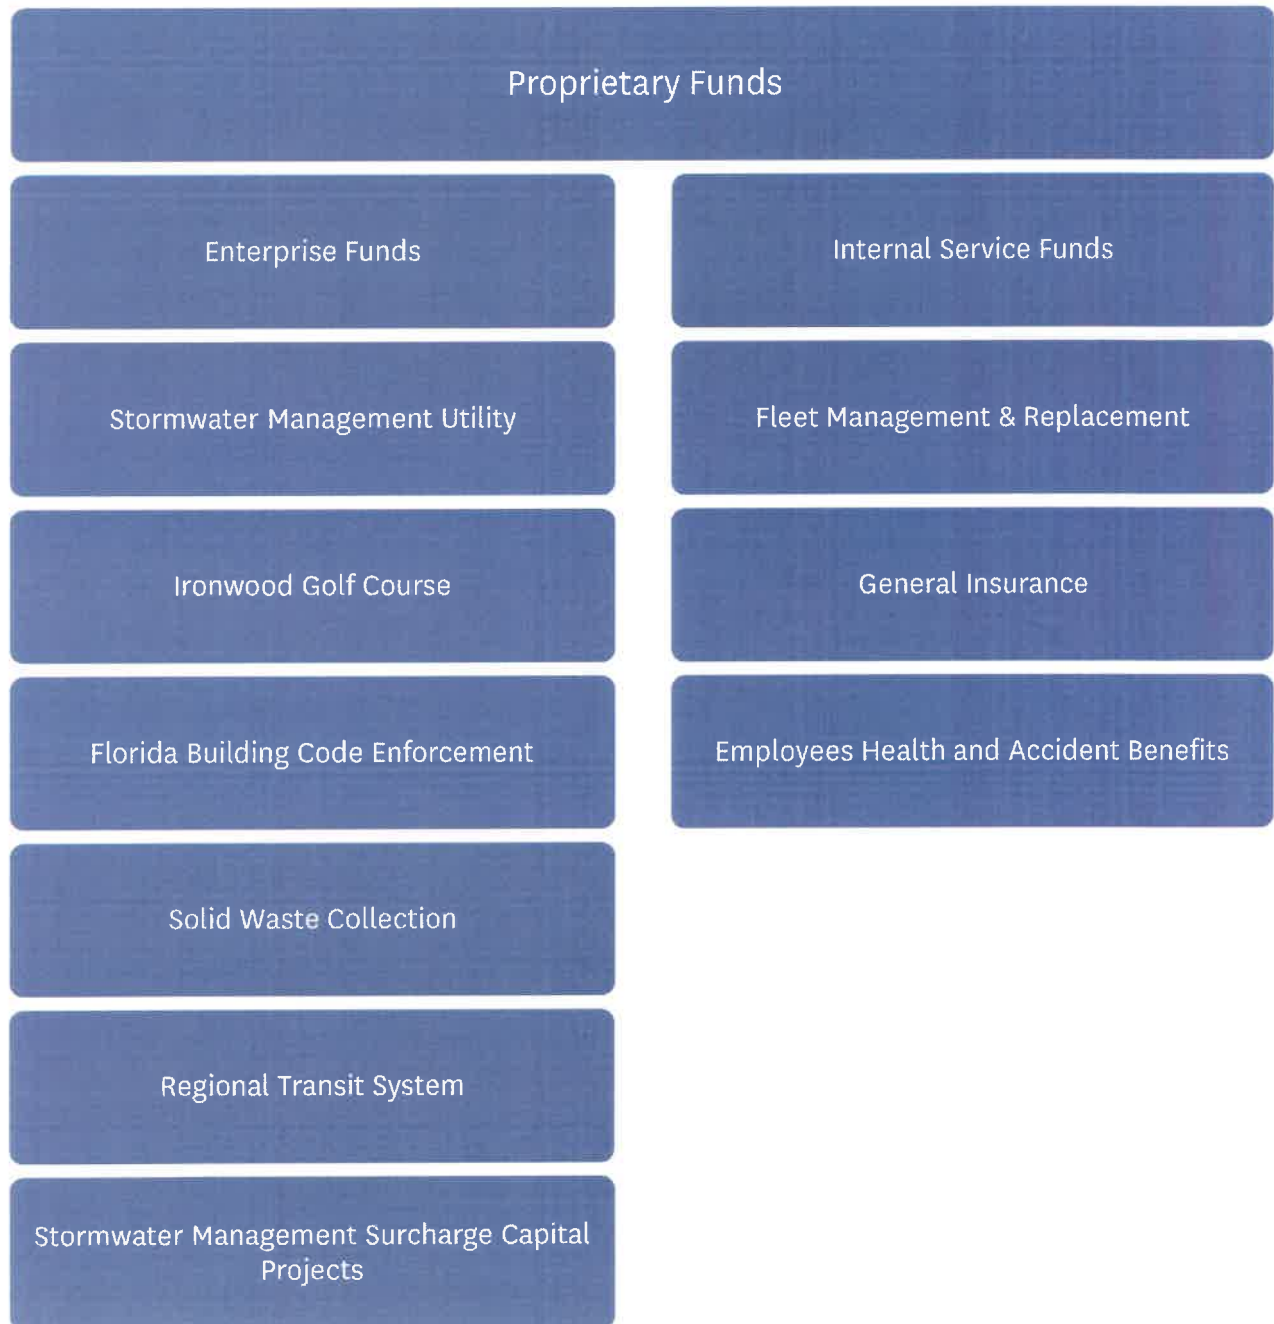 Proprietary Funds
Enterprise Funds
Internal Service Funds
Stormwater Management Utility
Fleet Management & Replacement
Ironwood Golf Course
General Insurance
Florida Building Code Enforcement
Employees Health and Accident Benefits
Solid Waste Collection
Regional Transit System
Stormwater Management Surcharge Capital
Projects